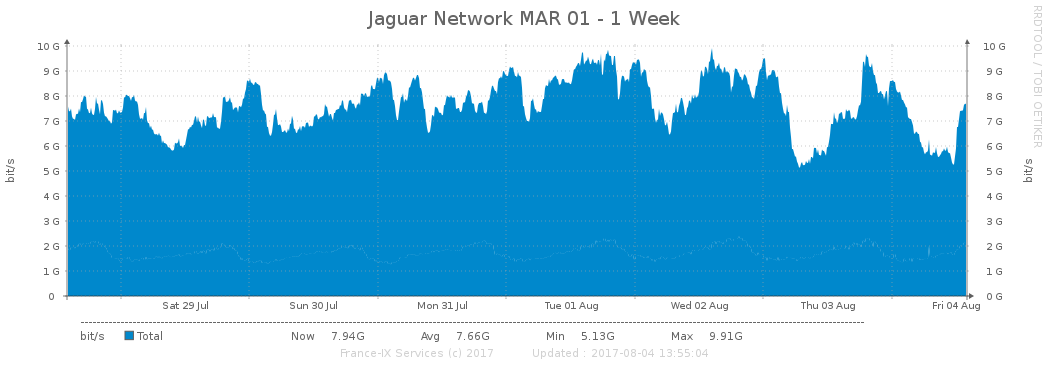 Jaguar Network MAR 01 - 1 Week
RRDTOOL / TOBI OETIKER
10 G 10 G
9 G 9 G
8 G 8 G
7 G 7 G
6 G 6 G
5 G 5 G
4 G 4 G
3 G 3 G
2 G 2 G
1 G 1 G
0 0 G
bit/s bit/s
Sat 29 Jul Sun 30 Jul Mon 31 Jul Tue 01 Aug Wed 02 Aug Thu 03 Aug Fri 04 Aug
bit/s Total Now 7.94G Avg 7.66G Min 5.13G Max 9.91G
France-IX Services (c) 2017 Updated : 2017-08-04 13:55:04